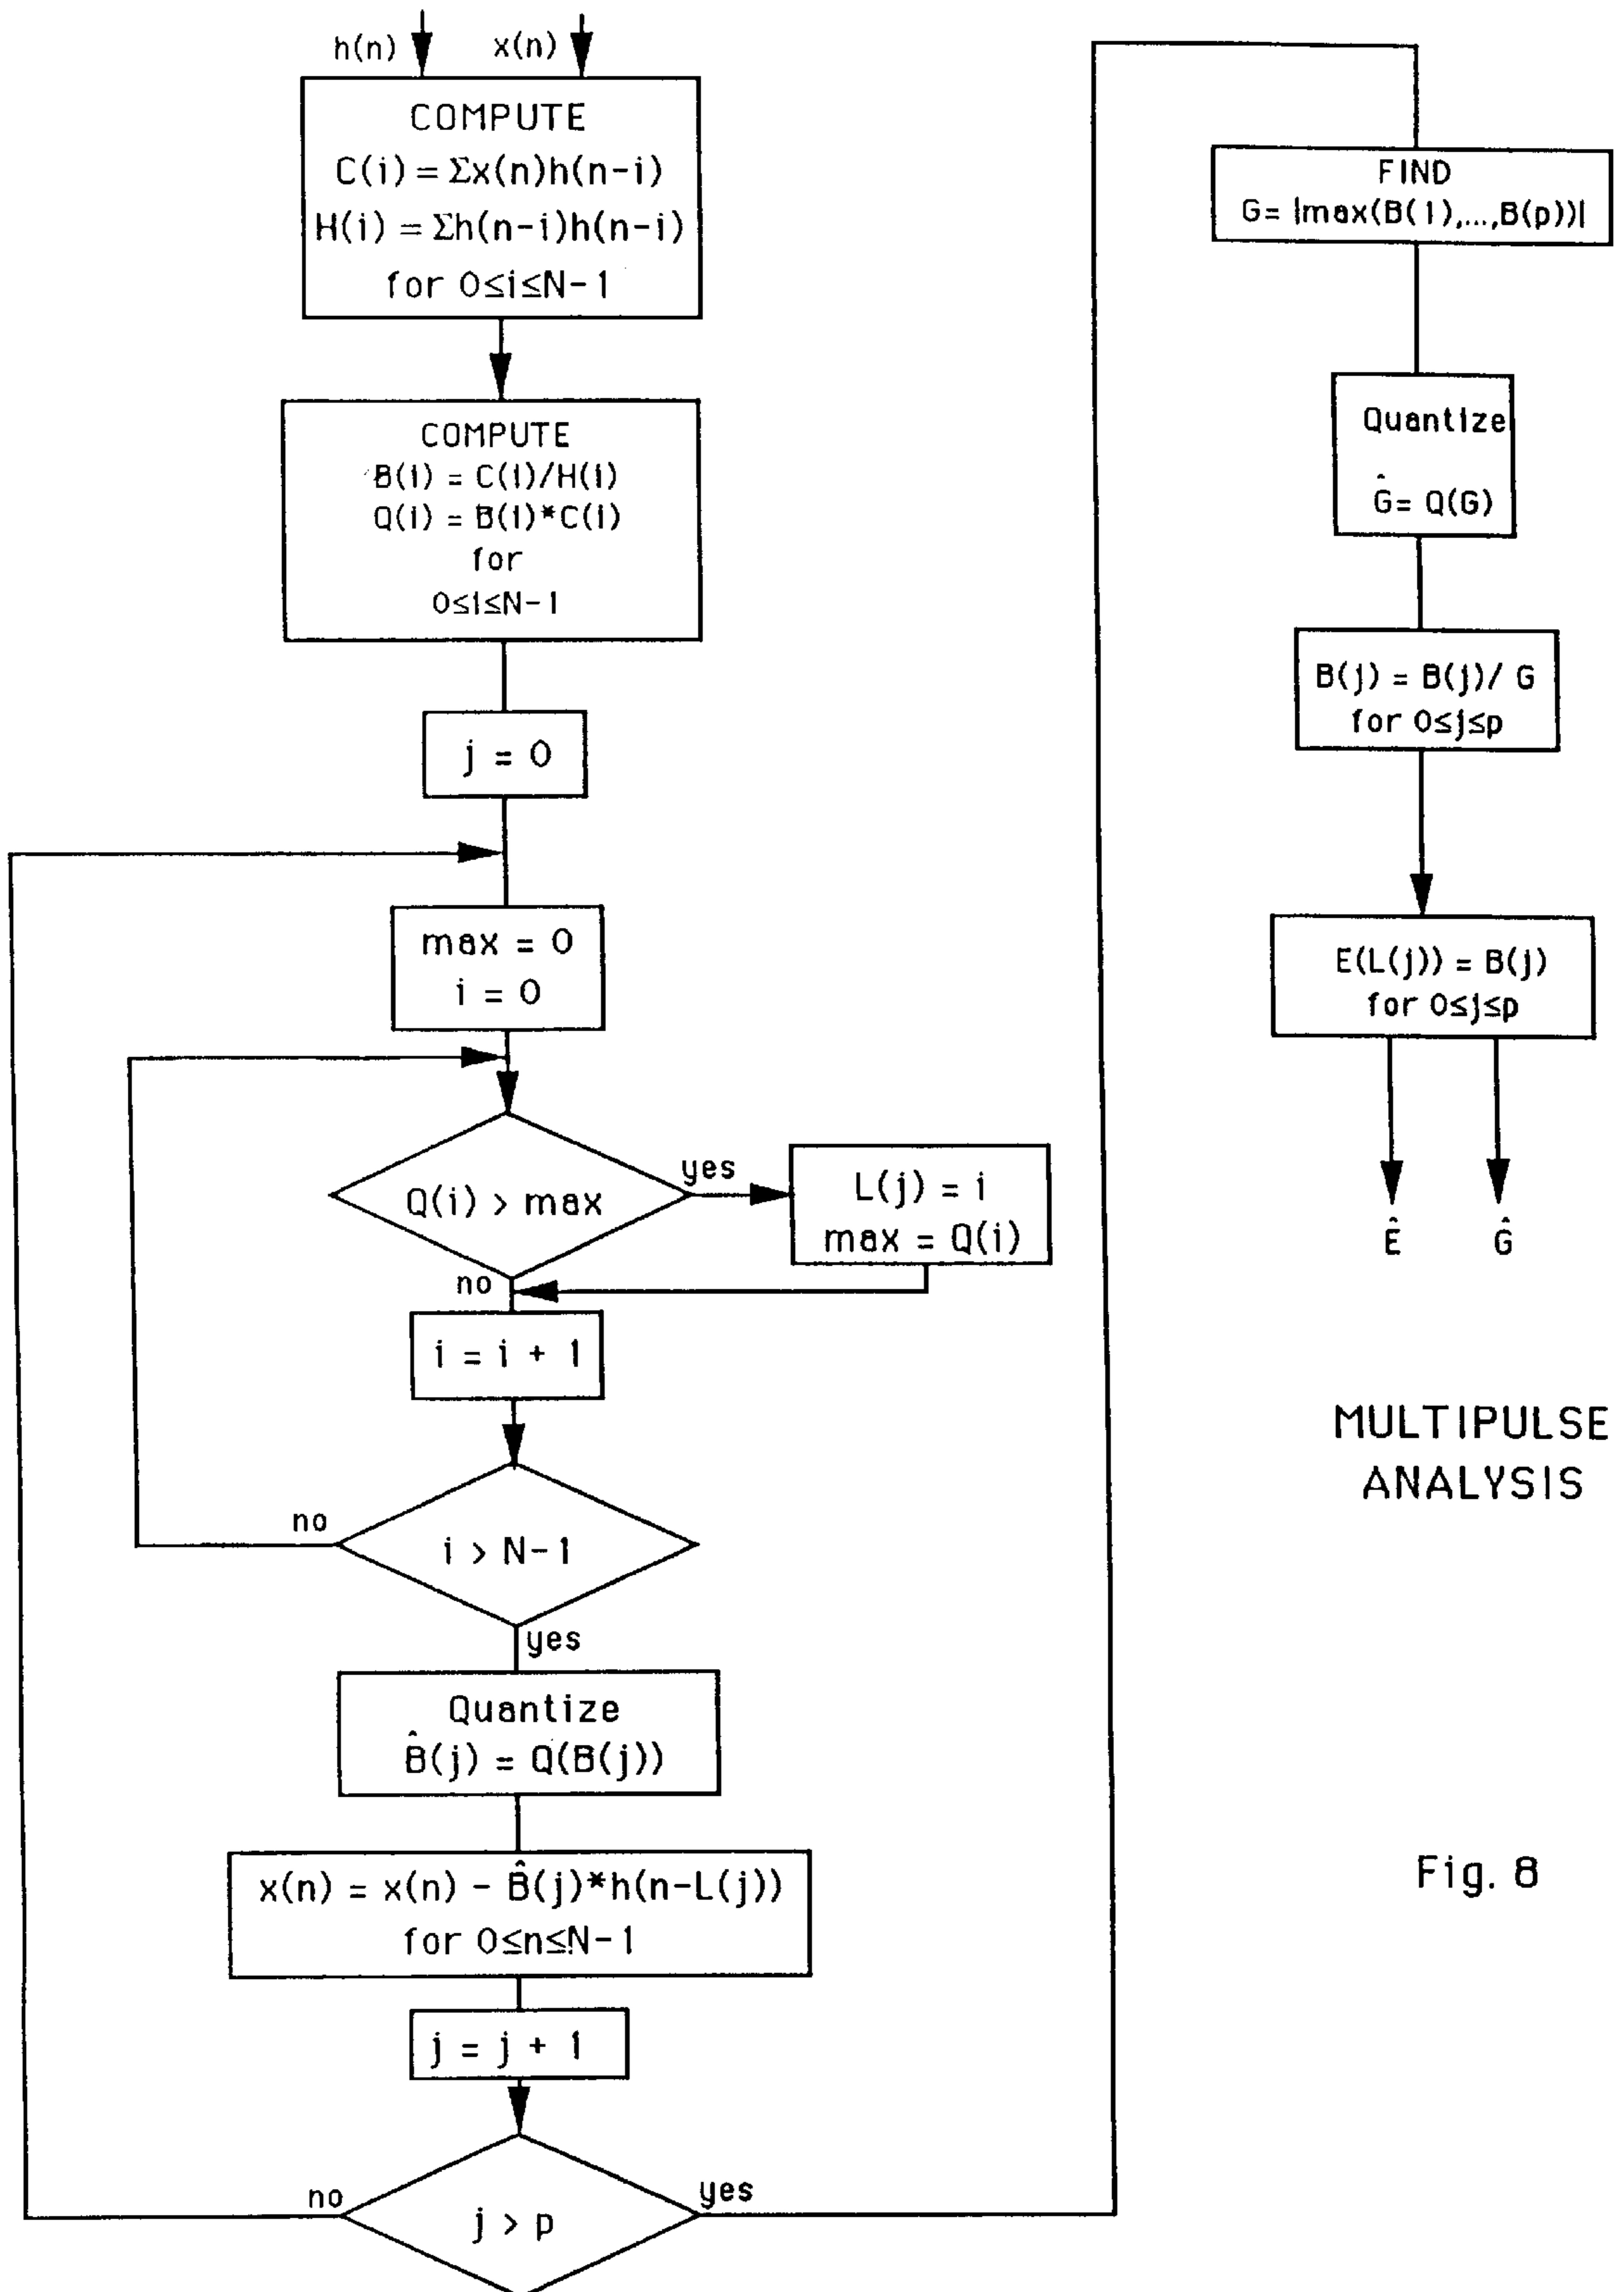 h(n) x(n)
COMPUTE
C(i) = Σx(n)h(n-i)
H(i) = Σh(n-i)h(n-i)
for 0≤i≤N-1
COMPUTE
B(i) = C(i)/H(i)
Q(i) = B(i)*C(i)
for
0≤i≤N-1
j = 0
max = 0
i = 0
Q(i) > max
yes
L(j) = i
max = Q(i)
no
i = i + 1
no
i > N-1
yes
Quantize
B̂(j) = Q(B(j))
x(n) = x(n) - B̂(j)*h(n-L(j))
for 0≤n≤N-1
j = j + 1
no
j > p
yes
FIND
G= |max(B(1),...,B(p))|
Quantize
Ĝ= Q(G)
B(j) = B(j)/ G
for 0≤j≤p
E(L(j)) = B(j)
for 0≤j≤p
Ê Ĝ
MULTIPULSE
ANALYSIS
Fig. 8